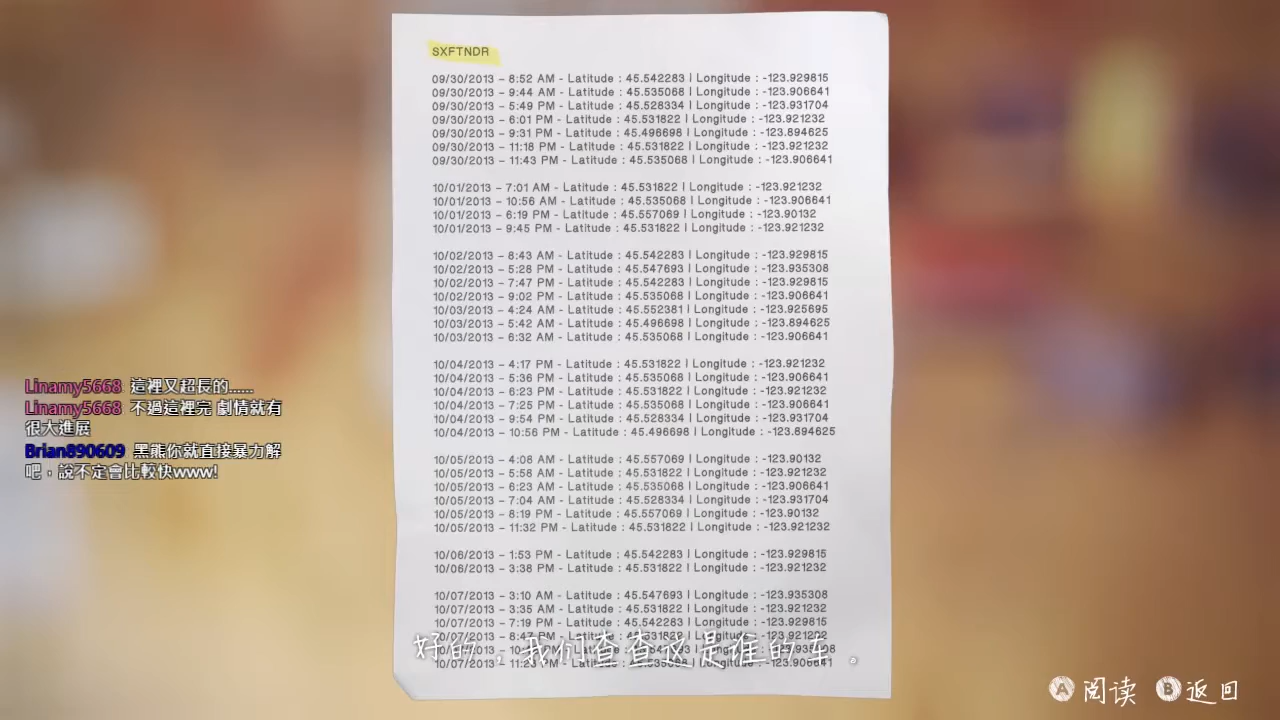 SXFTNDR
09/30/2013 – 8:52 AM - Latitude : 45.542283 | Longitude : -123.929815
09/30/2013 – 9:44 AM - Latitude : 45.535068 | Longitude : -123.906641
09/30/2013 – 5:49 PM - Latitude : 45.528334 | Longitude : -123.931704
09/30/2013 – 6:01 PM - Latitude : 45.531822 | Longitude : -123.921232
09/30/2013 – 9:31 PM - Latitude : 45.496698 | Longitude : -123.894625
09/30/2013 – 11:18 PM - Latitude : 45.531822 | Longitude : -123.921232
09/30/2013 – 11:43 PM - Latitude : 45.535068 | Longitude : -123.906641
10/01/2013 – 7:01 AM - Latitude : 45.531822 | Longitude : -123.921232
10/01/2013 – 10:56 AM - Latitude : 45.535068 | Longitude : -123.906641
10/01/2013 – 6:19 PM - Latitude : 45.557069 | Longitude : -123.90132
10/01/2013 – 9:45 PM - Latitude : 45.531822 | Longitude : -123.921232
10/02/2013 – 8:43 AM - Latitude : 45.542283 | Longitude : -123.929815
10/02/2013 – 5:28 PM - Latitude : 45.547693 | Longitude : -123.935308
10/02/2013 – 7:47 PM - Latitude : 45.542283 | Longitude : -123.929815
10/02/2013 – 9:02 PM - Latitude : 45.535068 | Longitude : -123.906641
10/03/2013 – 4:24 AM - Latitude : 45.552381 | Longitude : -123.925695
10/03/2013 – 5:42 AM - Latitude : 45.496698 | Longitude : -123.894625
10/03/2013 – 6:32 AM - Latitude : 45.535068 | Longitude : -123.906641
10/04/2013 – 4:17 PM - Latitude : 45.531822 | Longitude : -123.921232
10/04/2013 – 5:36 PM - Latitude : 45.535068 | Longitude : -123.906641
10/04/2013 – 6:23 PM - Latitude : 45.531822 | Longitude : -123.921232
10/04/2013 – 7:25 PM - Latitude : 45.535068 | Longitude : -123.906641
10/04/2013 – 9:54 PM - Latitude : 45.528334 | Longitude : -123.931704
10/04/2013 – 10:56 PM - Latitude : 45.496698 | Longitude : -123.894625
10/05/2013 – 4:08 AM - Latitude : 45.557069 | Longitude : -123.90132
10/05/2013 – 5:58 AM - Latitude : 45.531822 | Longitude : -123.921232
10/05/2013 – 6:23 AM - Latitude : 45.535068 | Longitude : -123.906641
10/05/2013 – 7:04 AM - Latitude : 45.528334 | Longitude : -123.931704
10/05/2013 – 8:19 PM - Latitude : 45.557069 | Longitude : -123.90132
10/05/2013 – 11:32 PM - Latitude : 45.531822 | Longitude : -123.921232
10/06/2013 – 1:53 PM - Latitude : 45.542283 | Longitude : -123.929815
10/06/2013 – 3:38 PM - Latitude : 45.531822 | Longitude : -123.921232
10/07/2013 – 3:10 AM - Latitude : 45.547693 | Longitude : -123.935308
10/07/2013 – 3:35 AM - Latitude : 45.531822 | Longitude : -123.921232
10/07/2013 – 7:19 PM - Latitude : 45.542283 | Longitude : -123.929815
Linamy5668 這裡又超長的......
Linamy5668 不過這裡完 劇情就有
很大進展
Brian890609 黑熊你就直接暴力解
吧，說不定會比較快www!
好的，我们查查这是谁的车。
A 阅读 B 返回